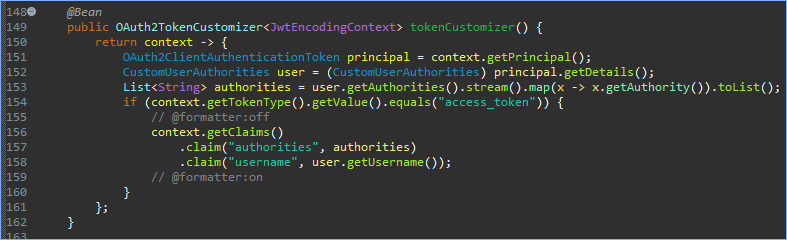 148 @Bean
149 public OAuth2TokenCustomizer<JwtEncodingContext> tokenCustomizer() {
150 return context -> {
151 OAuth2ClientAuthenticationToken principal = context.getPrincipal();
152 CustomUserAuthorities user = (CustomUserAuthorities) principal.getDetails();
153 List<String> authorities = user.getAuthorities().stream().map(x -> x.getAuthority()).toList();
154 if (context.getTokenType().getValue().equals("access_token")) {
155 // @formatter:off
156 context.getClaims()
157 .claim("authorities", authorities)
158 .claim("username", user.getUsername());
159 // @formatter:on
160 }
161 };
162 }
163